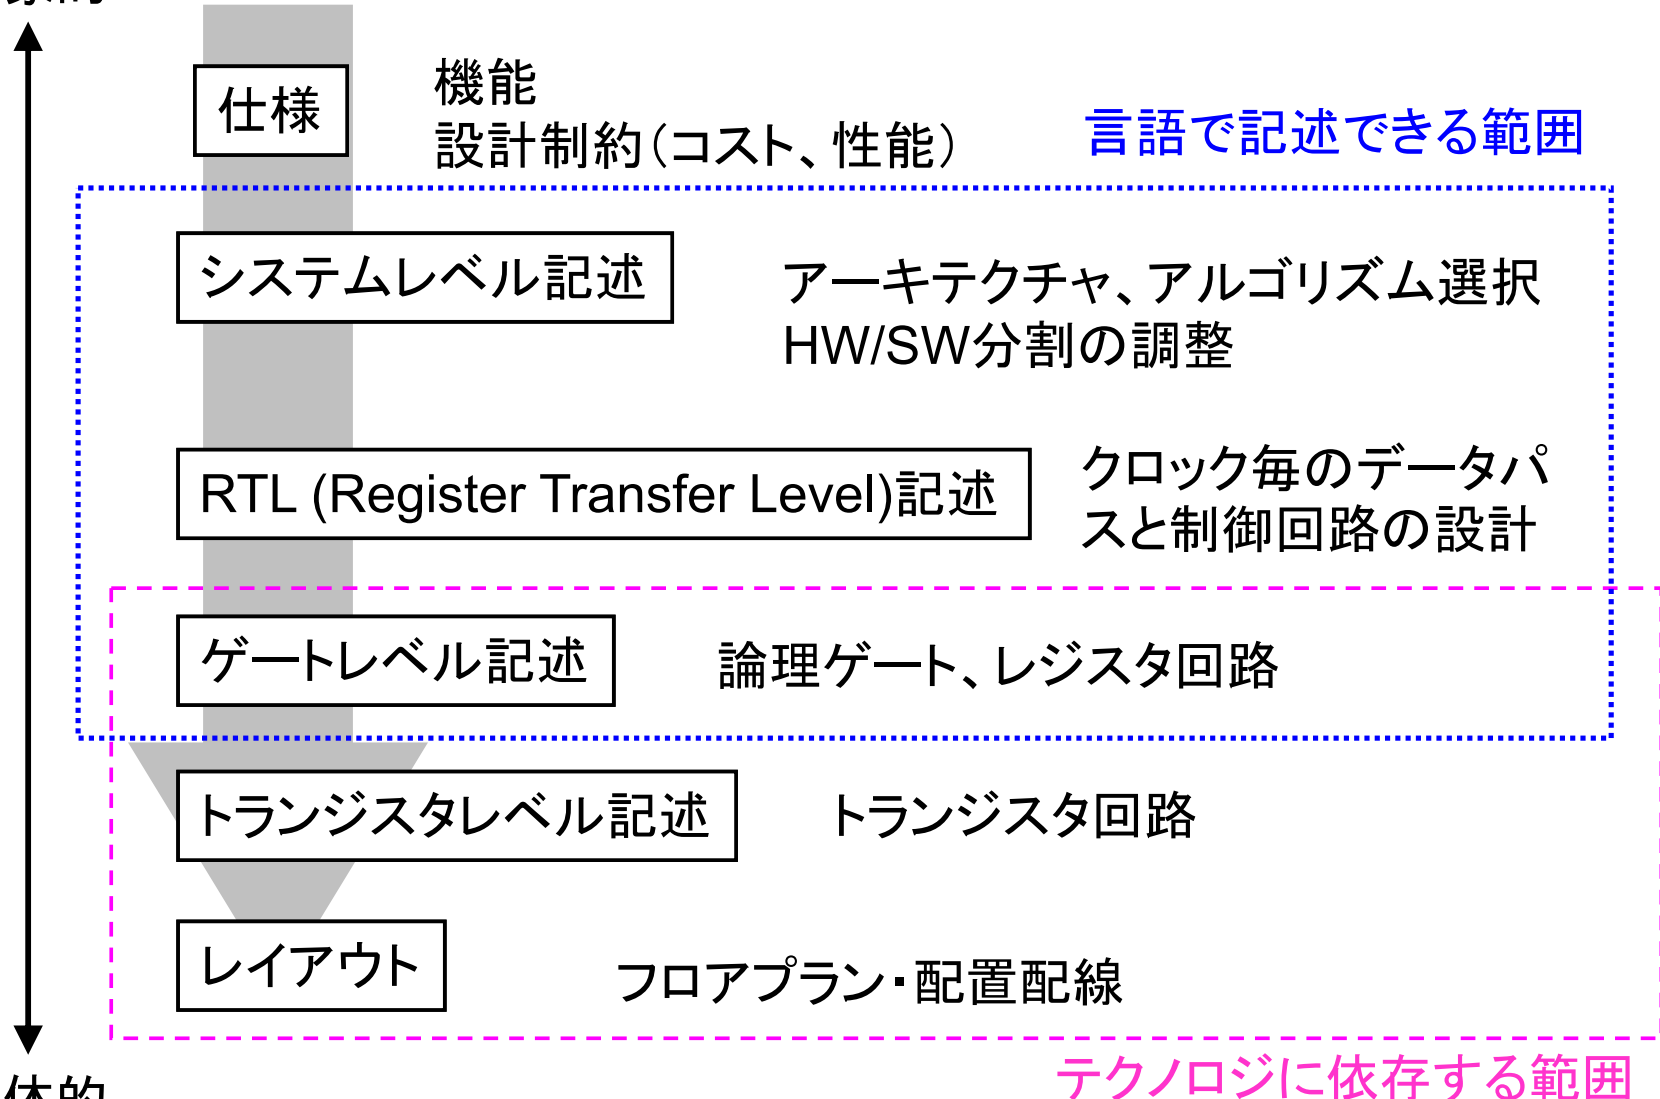 仕様
機能
設計制約(コスト、性能)
言語で記述できる範囲
システムレベル記述
アーキテクチャ、アルゴリズム選択
HW/SW分割の調整
RTL (Register Transfer Level)記述
クロック毎のデータパ
スと制御回路の設計
ゲートレベル記述
論理ゲート、レジスタ回路
トランジスタレベル記述
トランジスタ回路
レイアウト
フロアプラン・配置配線
テクノロジに依存する範囲
体的